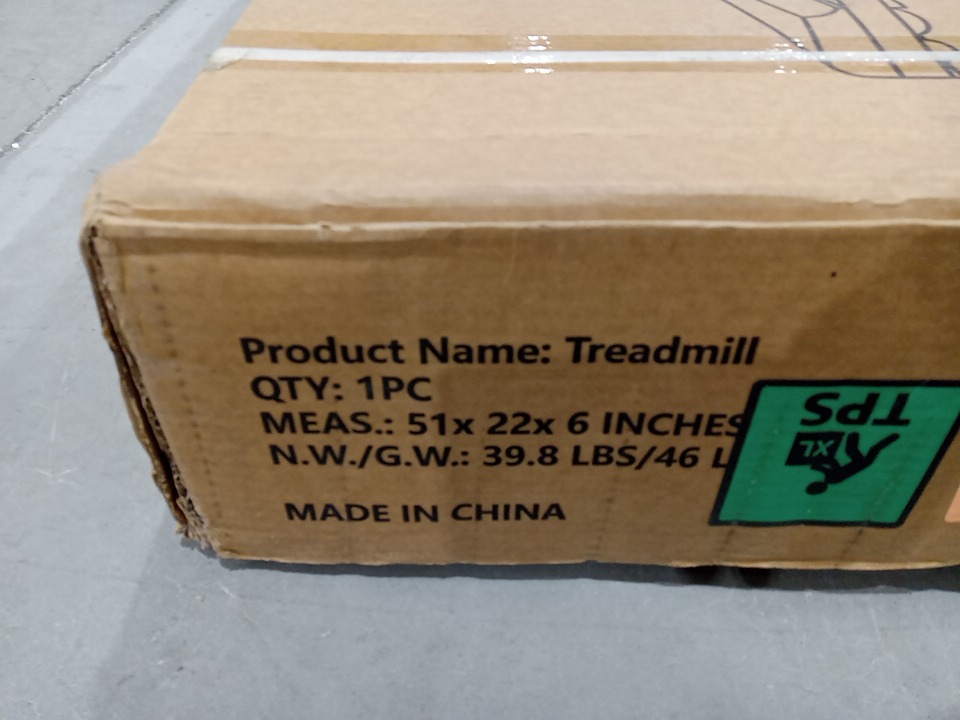 Product Name: Treadmill
QTY: 1PC
MEAS.: 51x 22x 6 INCHES
N.W./G.W.: 39.8 LBS/46 L
MADE IN CHINA
TPS
XL